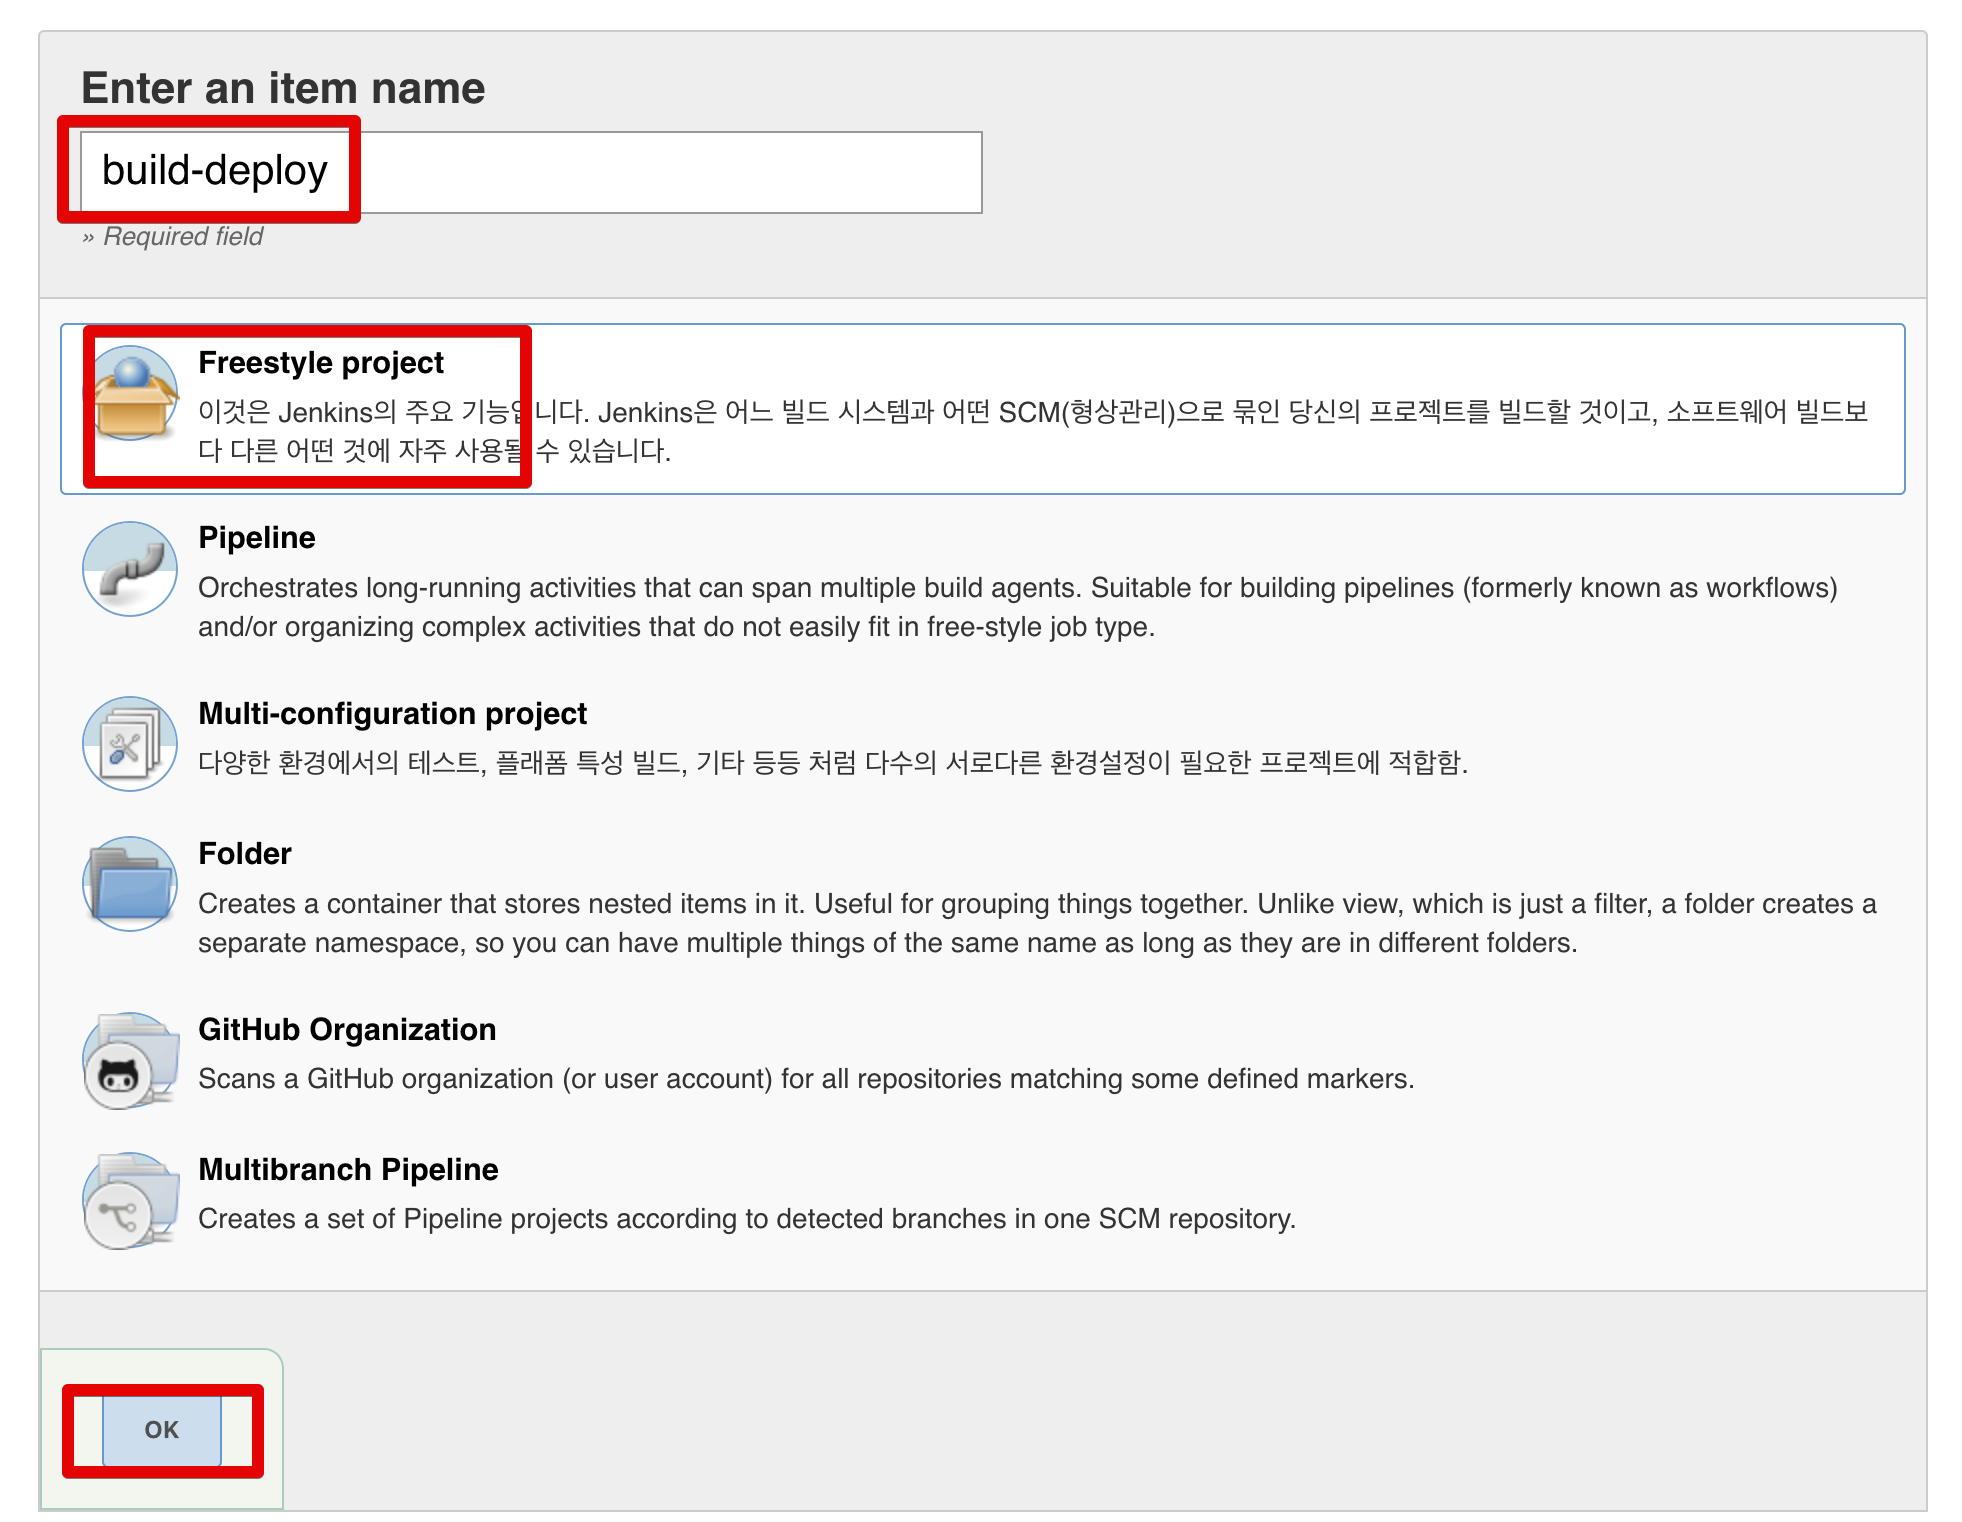 Enter an item name
build-deploy
» Required field
Freestyle project
이것은 Jenkins의 주요 기능입니다. Jenkins은 어느 빌드 시스템과 어떤 SCM(형상관리)으로 묶인 당신의 프로젝트를 빌드할 것이고, 소프트웨어 빌드보
다 다른 어떤 것에 자주 사용될 수 있습니다.
Pipeline
Orchestrates long-running activities that can span multiple build agents. Suitable for building pipelines (formerly known as workflows)
and/or organizing complex activities that do not easily fit in free-style job type.
Multi-configuration project
다양한 환경에서의 테스트, 플래폼 특성 빌드, 기타 등등 처럼 다수의 서로다른 환경설정이 필요한 프로젝트에 적합함.
Folder
Creates a container that stores nested items in it. Useful for grouping things together. Unlike view, which is just a filter, a folder creates a
separate namespace, so you can have multiple things of the same name as long as they are in different folders.
GitHub Organization
Scans a GitHub organization (or user account) for all repositories matching some defined markers.
Multibranch Pipeline
Creates a set of Pipeline projects according to detected branches in one SCM repository.
OK